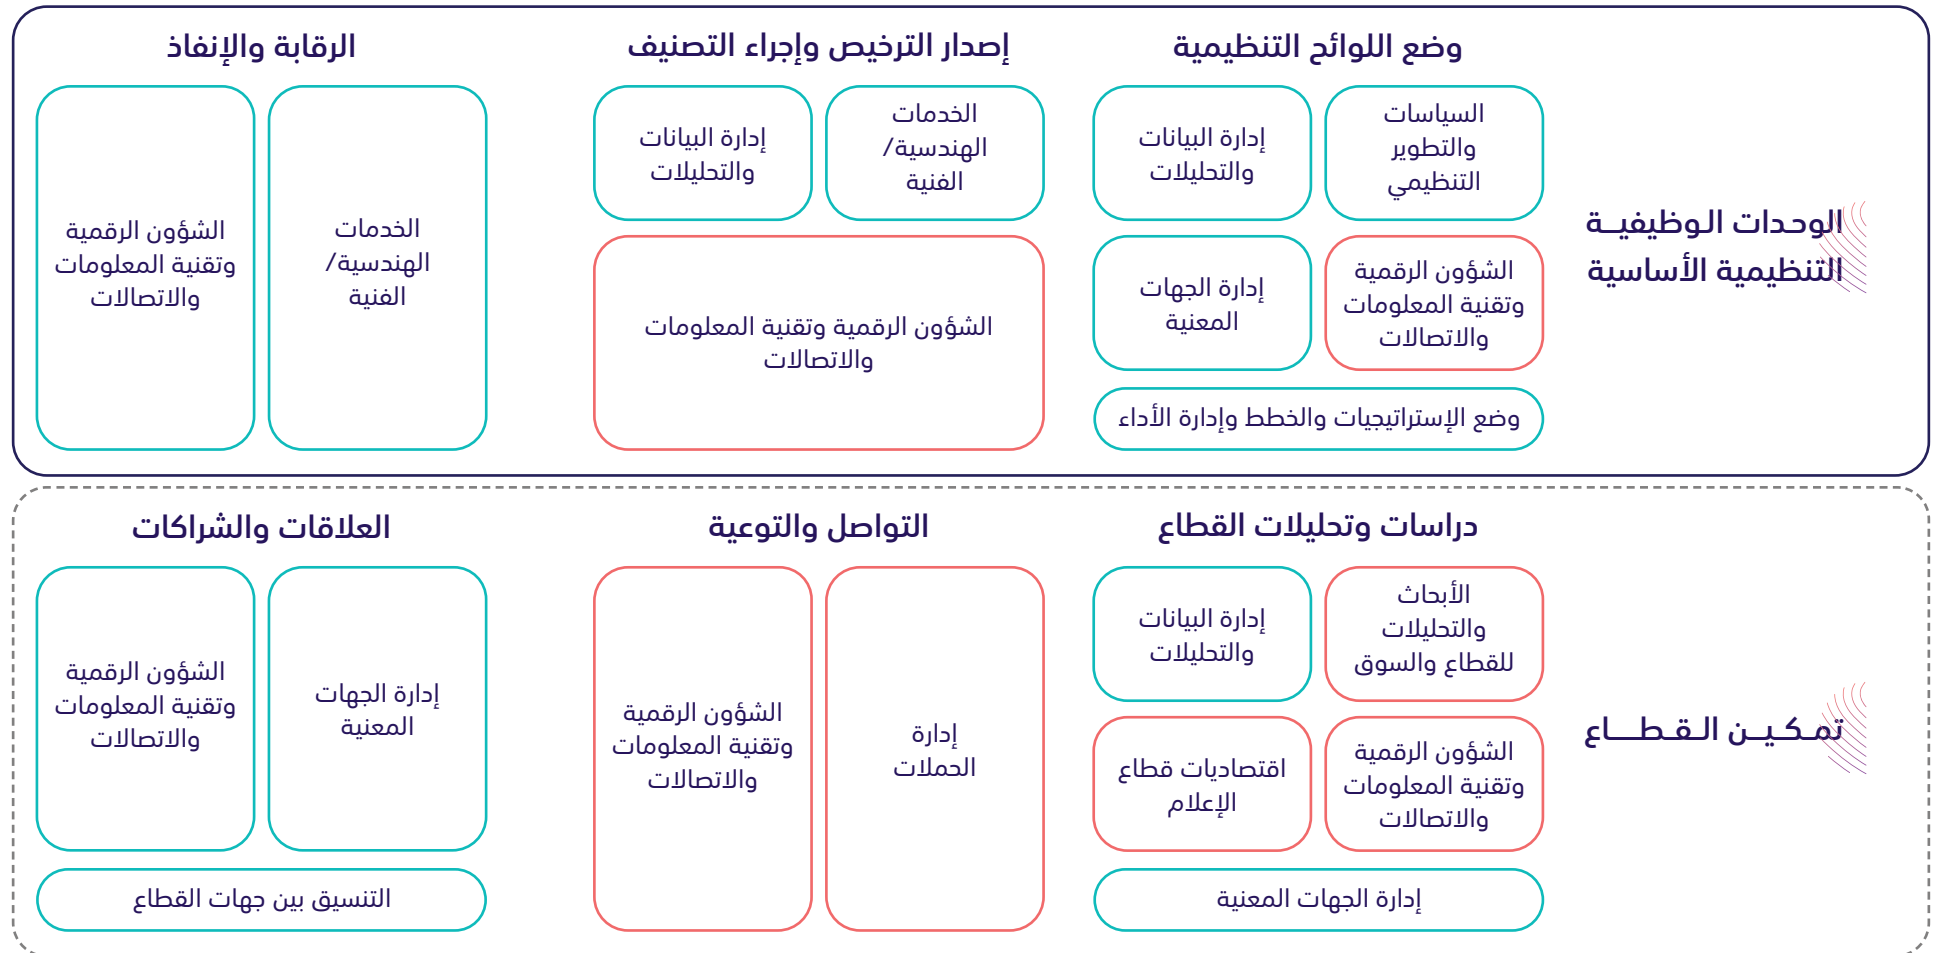 الوحدات الوظيفيــة
التنظيمية الأساسية
وضع اللوائح التنظيمية
السياسات
والتطوير
التنظيمي
إدارة البيانات
والتحليلات
الشؤون الرقمية
وتقنية المعلومات
والاتصالات
إدارة الجهات
المعنية
وضع الإستراتيجيات والخطط وإدارة الأداء
إصدار الترخيص وإجراء التصنيف
الخدمات
الهندسية/
الفنية
إدارة البيانات
والتحليلات
الشؤون الرقمية وتقنية المعلومات
والاتصالات
الرقابة والإنفاذ
الخدمات
الهندسية/
الفنية
الشؤون الرقمية
وتقنية المعلومات
والاتصالات
تمـكـيــن الـقـطــــاع
دراسات وتحليلات القطاع
الأبحاث
والتحليلات
للقطاع والسوق
إدارة البيانات
والتحليلات
الشؤون الرقمية
وتقنية المعلومات
والاتصالات
اقتصاديات قطاع
الإعلام
إدارة الجهات المعنية
التواصل والتوعية
إدارة
الحملات
الشؤون الرقمية
وتقنية المعلومات
والاتصالات
العلاقات والشراكات
إدارة الجهات
المعنية
الشؤون الرقمية
وتقنية المعلومات
والاتصالات
التنسيق بين جهات القطاع